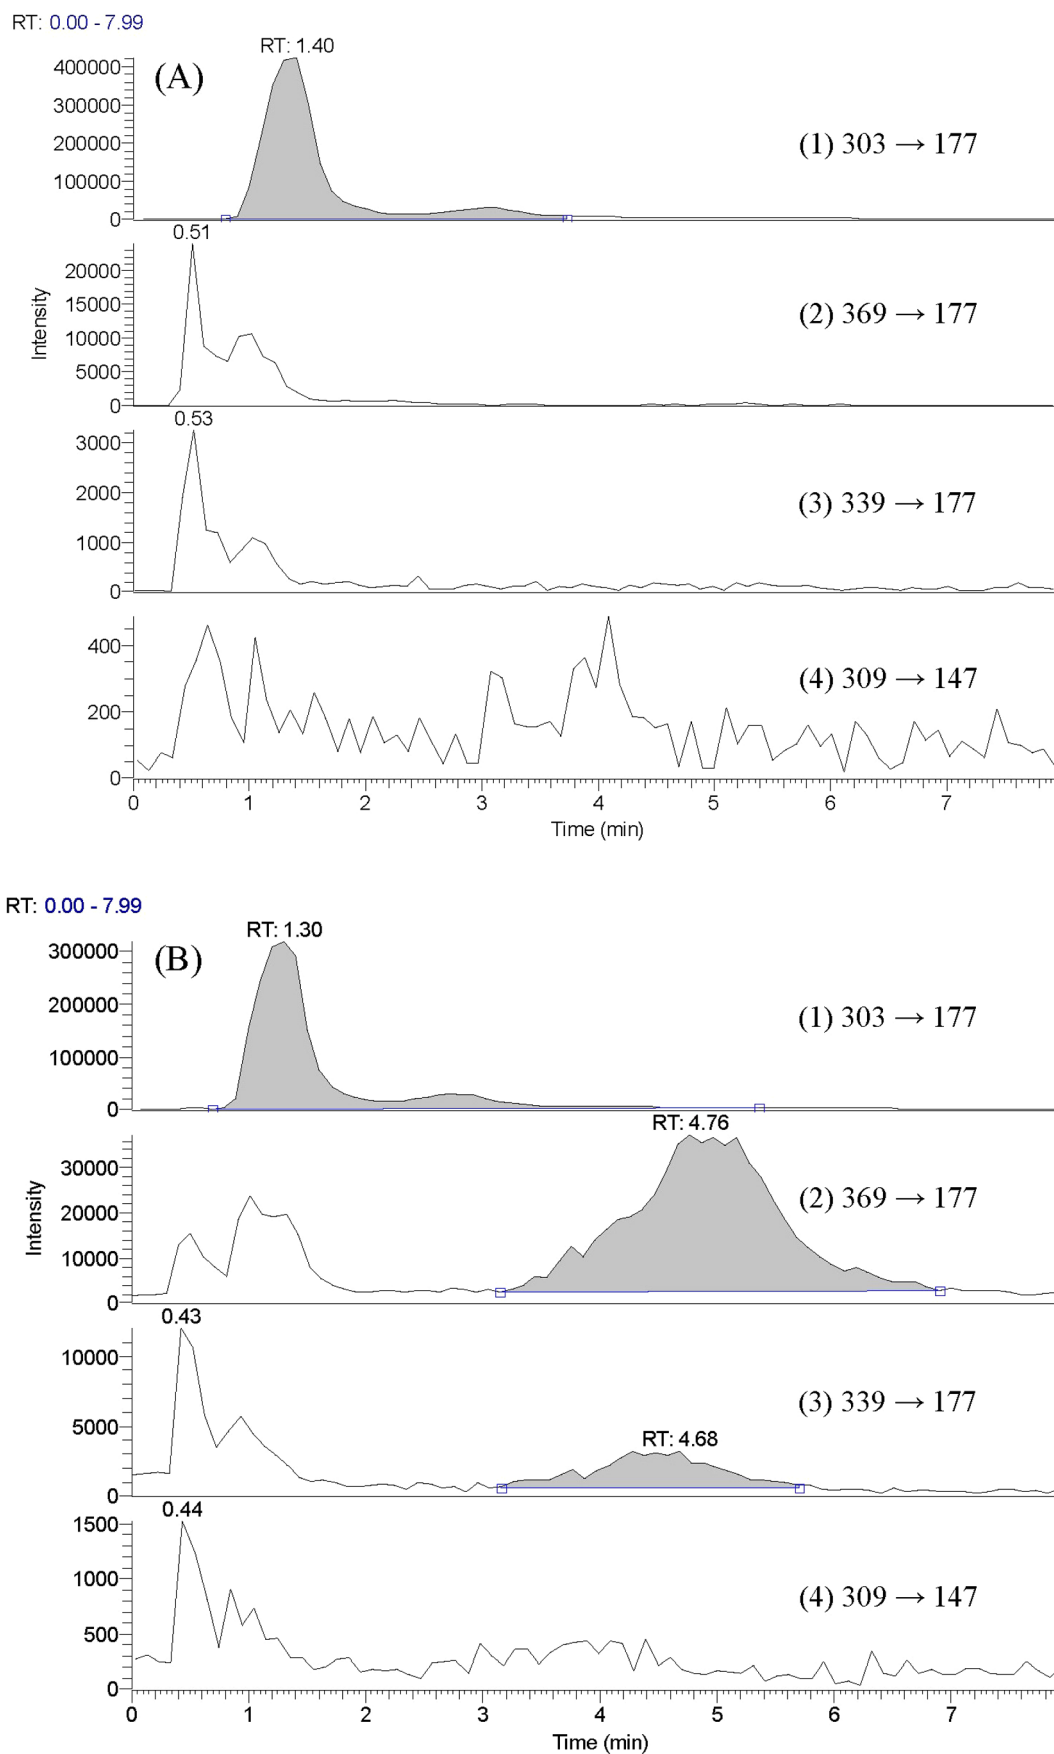 RT: 0.00 - 7.99
RT: 1.40
(A)
400000
300000
200000
100000
0
(1) 303 → 177
0.51
20000
15000
10000
5000
0
(2) 369 → 177
Intensity
0.53
3000
2000
1000
0
(3) 339 → 177
400
200
0
(4) 309 → 147
0 1 2 3 4 5 6 7
Time (min)
RT: 0.00 - 7.99
RT: 1.30
(B)
300000
200000
100000
0
(1) 303 → 177
RT: 4.76
30000
20000
10000
0
(2) 369 → 177
Intensity
0.43
10000
5000
0
RT: 4.68
(3) 339 → 177
0.44
1500
1000
500
0
(4) 309 → 147
0 1 2 3 4 5 6 7
Time (min)